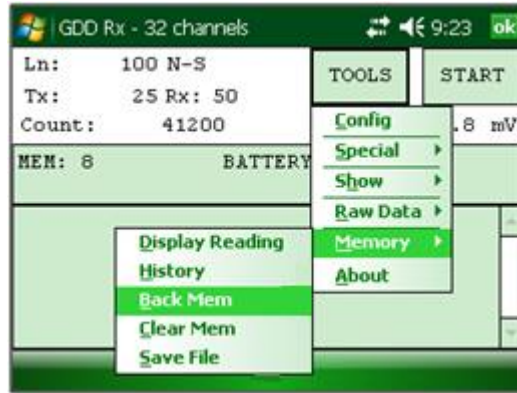 GDD Rx - 32 channels 9:23 ok
Ln: 100 N-S
Tx: 25 Rx: 50
Count: 41200
TOOLS
START
.8 mV
MEM: 8 BATTERY
Config
Special
Show
Raw Data
Memory
About
Display Reading
History
Back Mem
Clear Mem
Save File